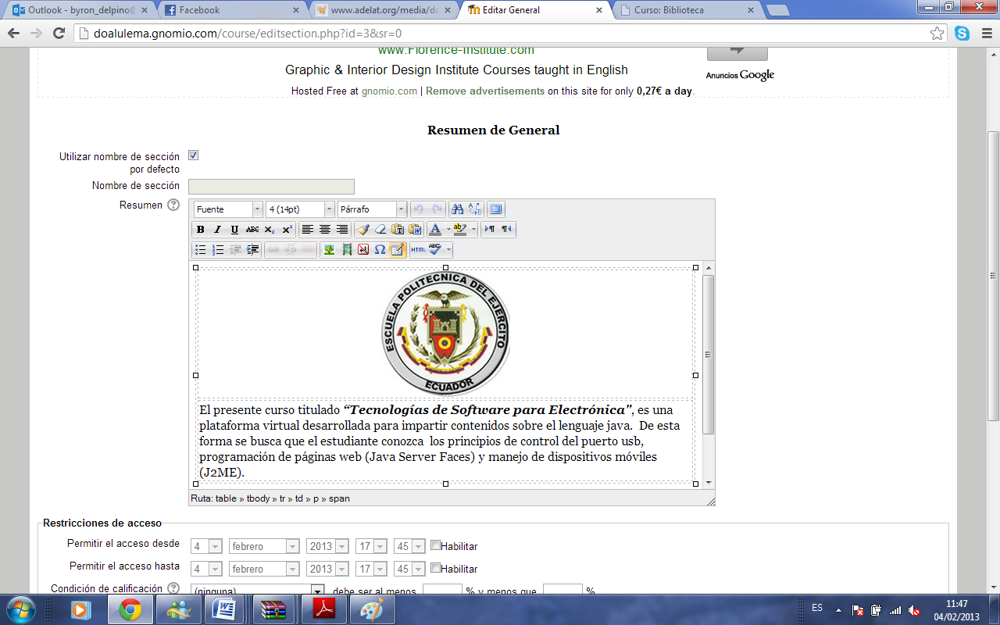 Outlook - byron_delpino@
Facebook
www.adelat.org/media/do
Editar General
Curso: Biblioteca
doalulema.gnomio.com/course/editsection.php?id=3&sr=0
www.Florence-Institute.com
Graphic & Interior Design Institute Courses taught in English
Anuncios Google
Hosted Free at gnomio.com | Remove advertisements on this site for only 0,27€ a day.
Resumen de General
Utilizar nombre de sección
por defecto
Nombre de sección
Resumen
Fuente 4 (14pt) Párrafo
B I U ABC X₂ X²
HTML ABC
ESCUELA POLITECNICA DEL EJERCITO
ECUADOR
El presente curso titulado “Tecnologías de Software para Electrónica”, es una
plataforma virtual desarrollada para impartir contenidos sobre el lenguaje java. De esta
forma se busca que el estudiante conozca los principios de control del puerto usb,
programación de páginas web (Java Server Faces) y manejo de dispositivos móviles
(J2ME).
Ruta: table » tbody » tr » td » p » span
Restricciones de acceso
Permitir el acceso desde 4 febrero 2013 17 45 Habilitar
Permitir el acceso hasta 4 febrero 2013 17 45 Habilitar
Condición de calificación (ninguna) debe ser al menos % y menos que %
ES
11:47
04/02/2013